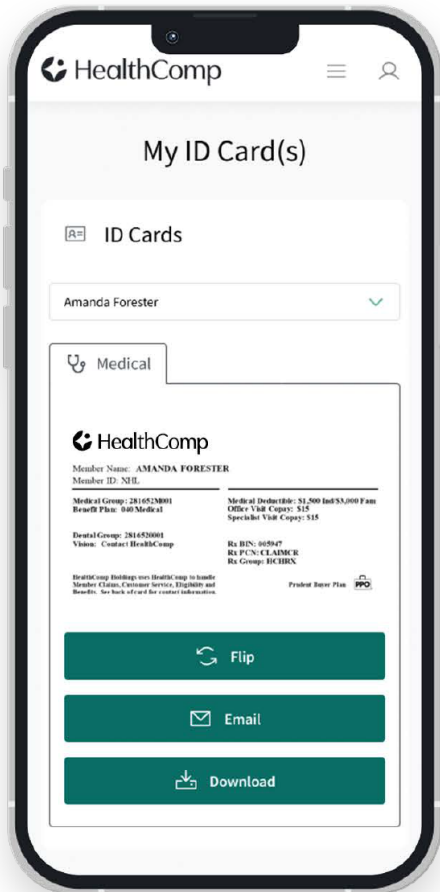 HealthComp
My ID Card(s)
ID Cards
Amanda Forester
Medical
HealthComp
Member Name: AMANDA FORESTER
Member ID: XHL
Medical Group: 281652M001
Benefit Plan: 040 Medical
Medical Deductible: $1,500 Ind/$3,000 Fam
Office Visit Copay: $15
Specialist Visit Copay: $15
Dental Group: 2816520001
Vision: Contact HealthComp
Rx BIN: 005947
Rx PCN: CLAIMCR
Rx Group: HCHRX
HealthComp Holdings uses HealthComp to handle
Member Claims, Customer Service, Eligibility and
Benefits. See back of card for contact information.
Prudent Buyer Plan PPO
Flip
Email
Download